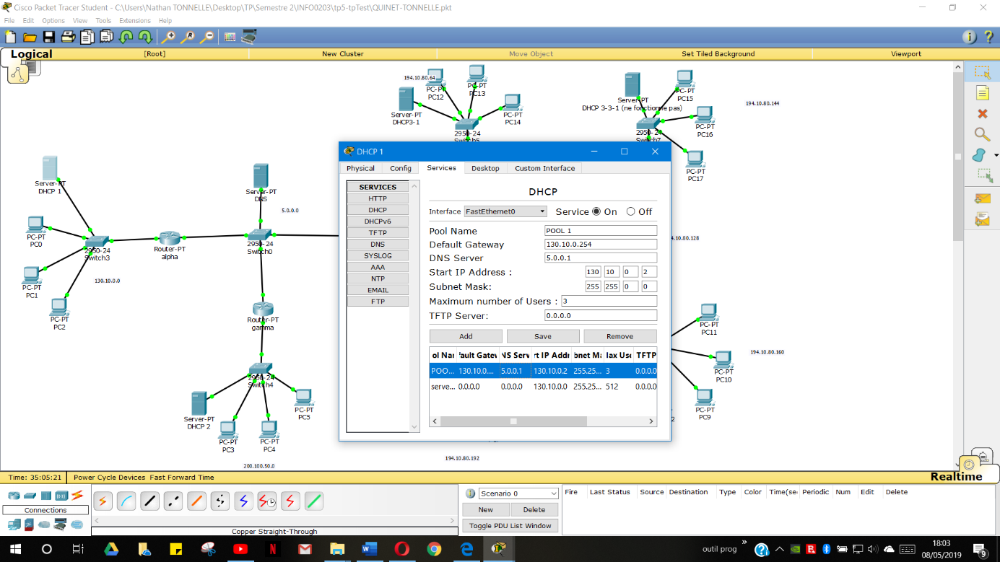 Cisco Packet Tracer Student - C:\Users\Nathan TONNELLE\Desktop\TP\Semestre 2\INFO0203\tp5-tpTest\QUINET-TONNELLE.pkt
File Edit Options View Tools Extensions Help
Logical [Root] New Cluster Move Object Set Tiled Background Viewport
194.10.80.64
PC-PT
PC12
PC-PT
PC13
Server-PT
DHCP3-1
PC-PT
PC14
2950-24
Switch5
Server-PT
DHCP 3-3-1 (ne fonctionne pas)
PC-PT
PC15
194.10.80.144
PC-PT
PC16
2950-24
Switch7
PC-PT
PC17
Server-PT
DHCP 1
Server-PT
DNS
5.0.0.0
PC-PT
PC0
2950-24
Switch3
Router-PT
alpha
2950-24
Switch0
PC-PT
PC1
130.10.0.0
PC-PT
PC2
Router-PT
gamma
2950-24
Switch4
Server-PT
DHCP 2
PC-PT
PC3
PC-PT
PC4
PC-PT
PC5
200.100.50.0
194.10.80.192
.10.80.128
PC-PT
PC11
194.10.80.160
PC-PT
PC10
PC-PT
PC9
2
DHCP 1
Physical Config Services Desktop Custom Interface
SERVICES
HTTP
DHCP
DHCPv6
TFTP
DNS
SYSLOG
AAA
NTP
EMAIL
FTP
DHCP
Interface FastEthernet0 Service On Off
Pool Name POOL 1
Default Gateway 130.10.0.254
DNS Server 5.0.0.1
Start IP Address : 130 10 0 2
Subnet Mask: 255 255 0 0
Maximum number of Users : 3
TFTP Server: 0.0.0.0
Add Save Remove
ol Nar 'ault Gatev NS Serv rt IP Addr bnet Ma lax Use TFTP
POO... 130.10.0.... 5.0.0.1 130.10.0.2 255.25... 3 0.0.0.0
serve... 0.0.0.0 0.0.0.0 130.10.0.0 255.25... 512 0.0.0.0
Time: 35:05:21 Power Cycle Devices Fast Forward Time Realtime
Connections
Copper Straight-Through
Scenario 0
New Delete
Toggle PDU List Window
Fire Last Status Source Destination Type Color Time(se Periodic Num Edit Delete
outil prog
18:03
08/05/2019
9